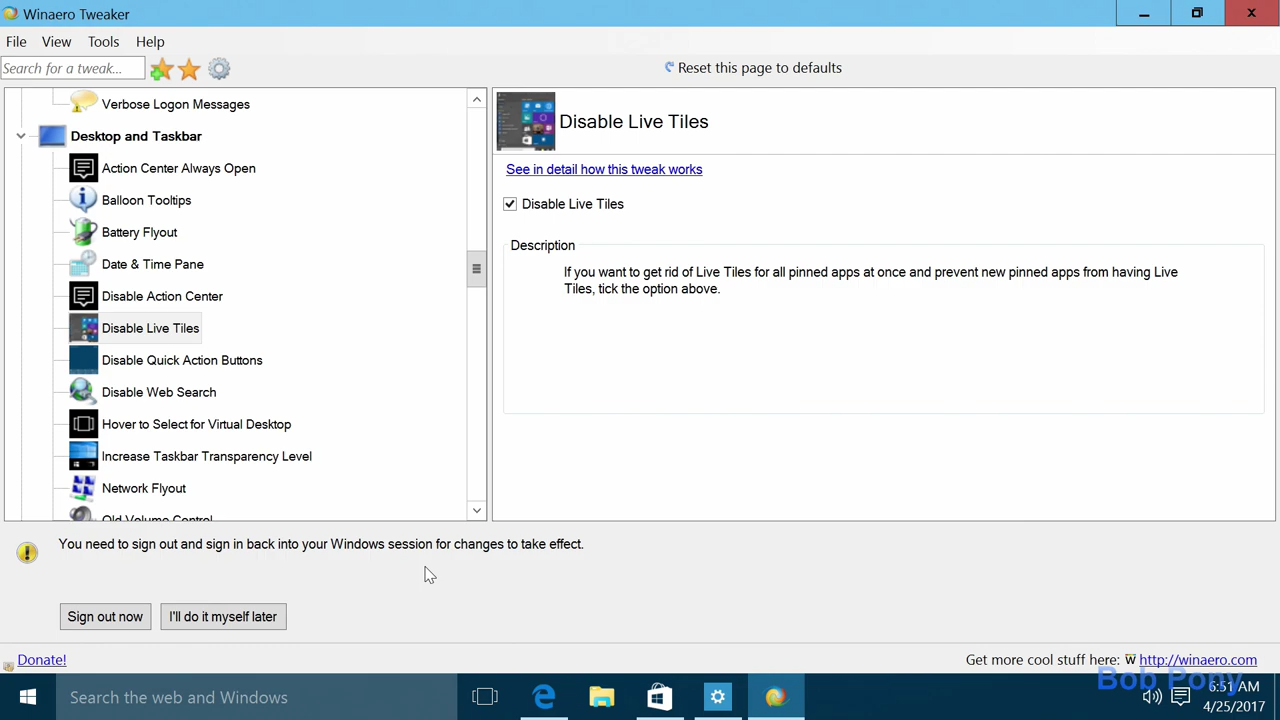 Winaero Tweaker
File View Tools Help
Search for a tweak...
Reset this page to defaults
Verbose Logon Messages
Desktop and Taskbar
Action Center Always Open
Balloon Tooltips
Battery Flyout
Date & Time Pane
Disable Action Center
Disable Live Tiles
Disable Quick Action Buttons
Disable Web Search
Hover to Select for Virtual Desktop
Increase Taskbar Transparency Level
Network Flyout
Old Volume Control
Disable Live Tiles
See in detail how this tweak works
Disable Live Tiles
Description
If you want to get rid of Live Tiles for all pinned apps at once and prevent new pinned apps from having Live
Tiles, tick the option above.
You need to sign out and sign in back into your Windows session for changes to take effect.
Sign out now
I'll do it myself later
Donate!
Get more cool stuff here: http://winaero.com
Search the web and Windows
Bob Pony
6:51 AM
4/25/2017